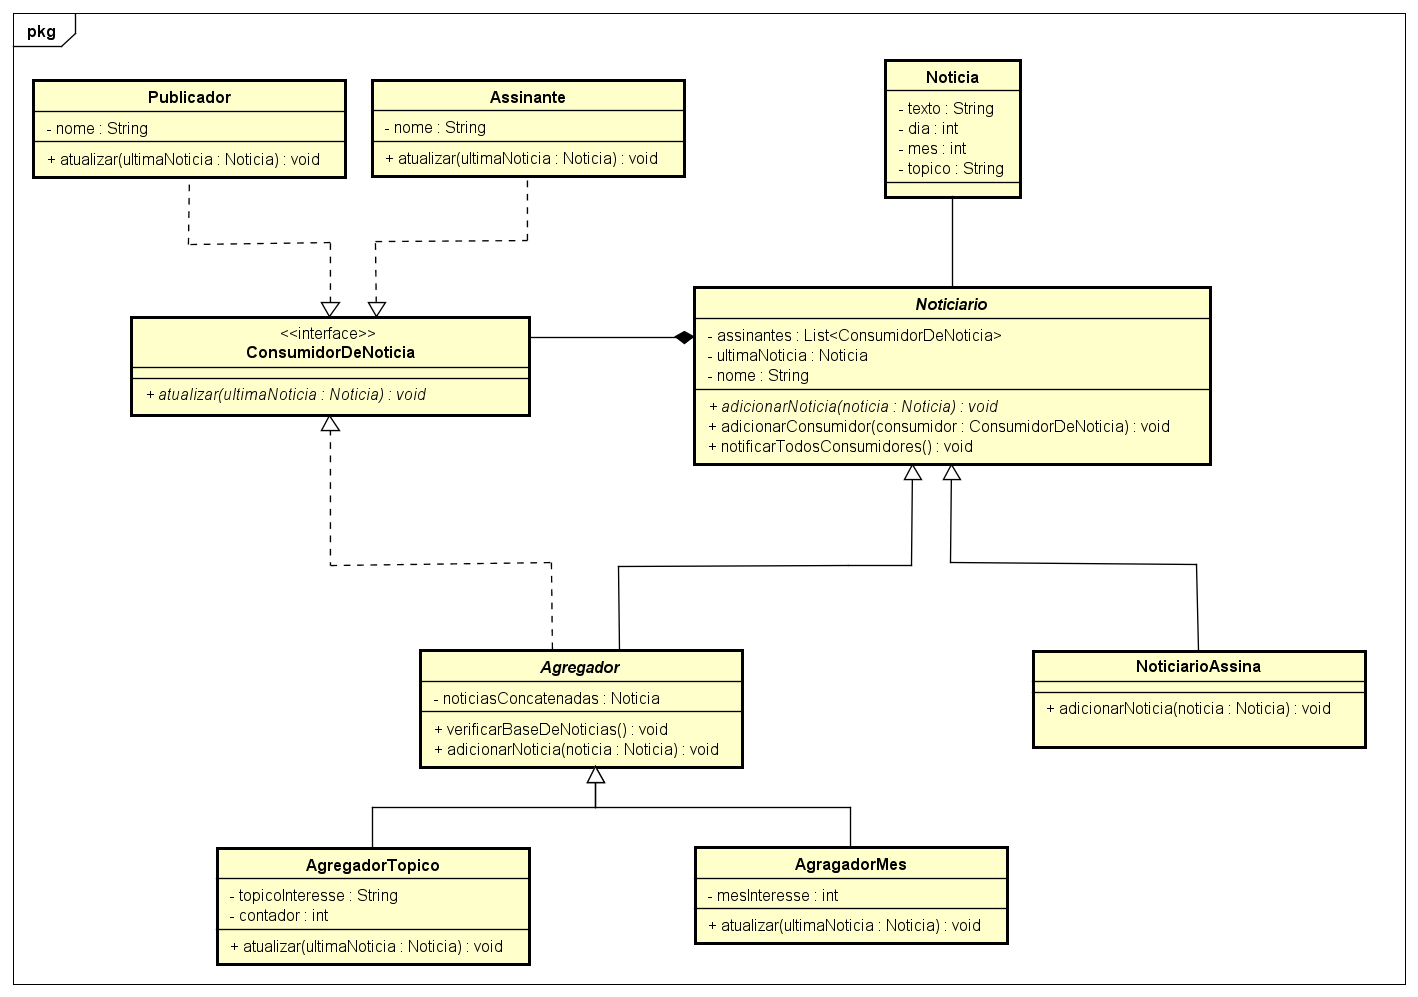 pkg
Publicador
- nome : String
+ atualizar(ultimaNoticia : Noticia) : void
Assinante
- nome : String
+ atualizar(ultimaNoticia : Noticia) : void
Noticia
- texto : String
- dia : int
- mes : int
- topico : String
<<interface>>
ConsumidorDeNoticia
+ atualizar(ultimaNoticia : Noticia) : void
Noticiario
- assinantes : List<ConsumidorDeNoticia>
- ultimaNoticia : Noticia
- nome : String
+ adicionarNoticia(noticia : Noticia) : void
+ adicionarConsumidor(consumidor : ConsumidorDeNoticia) : void
+ notificarTodosConsumidores() : void
Agregador
- noticiasConcatenadas : Noticia
+ verificarBaseDeNoticias() : void
+ adicionarNoticia(noticia : Noticia) : void
NoticiarioAssina
+ adicionarNoticia(noticia : Noticia) : void
AgregadorTopico
- topicoInteresse : String
- contador : int
+ atualizar(ultimaNoticia : Noticia) : void
AgragadorMes
- mesInteresse : int
+ atualizar(ultimaNoticia : Noticia) : void